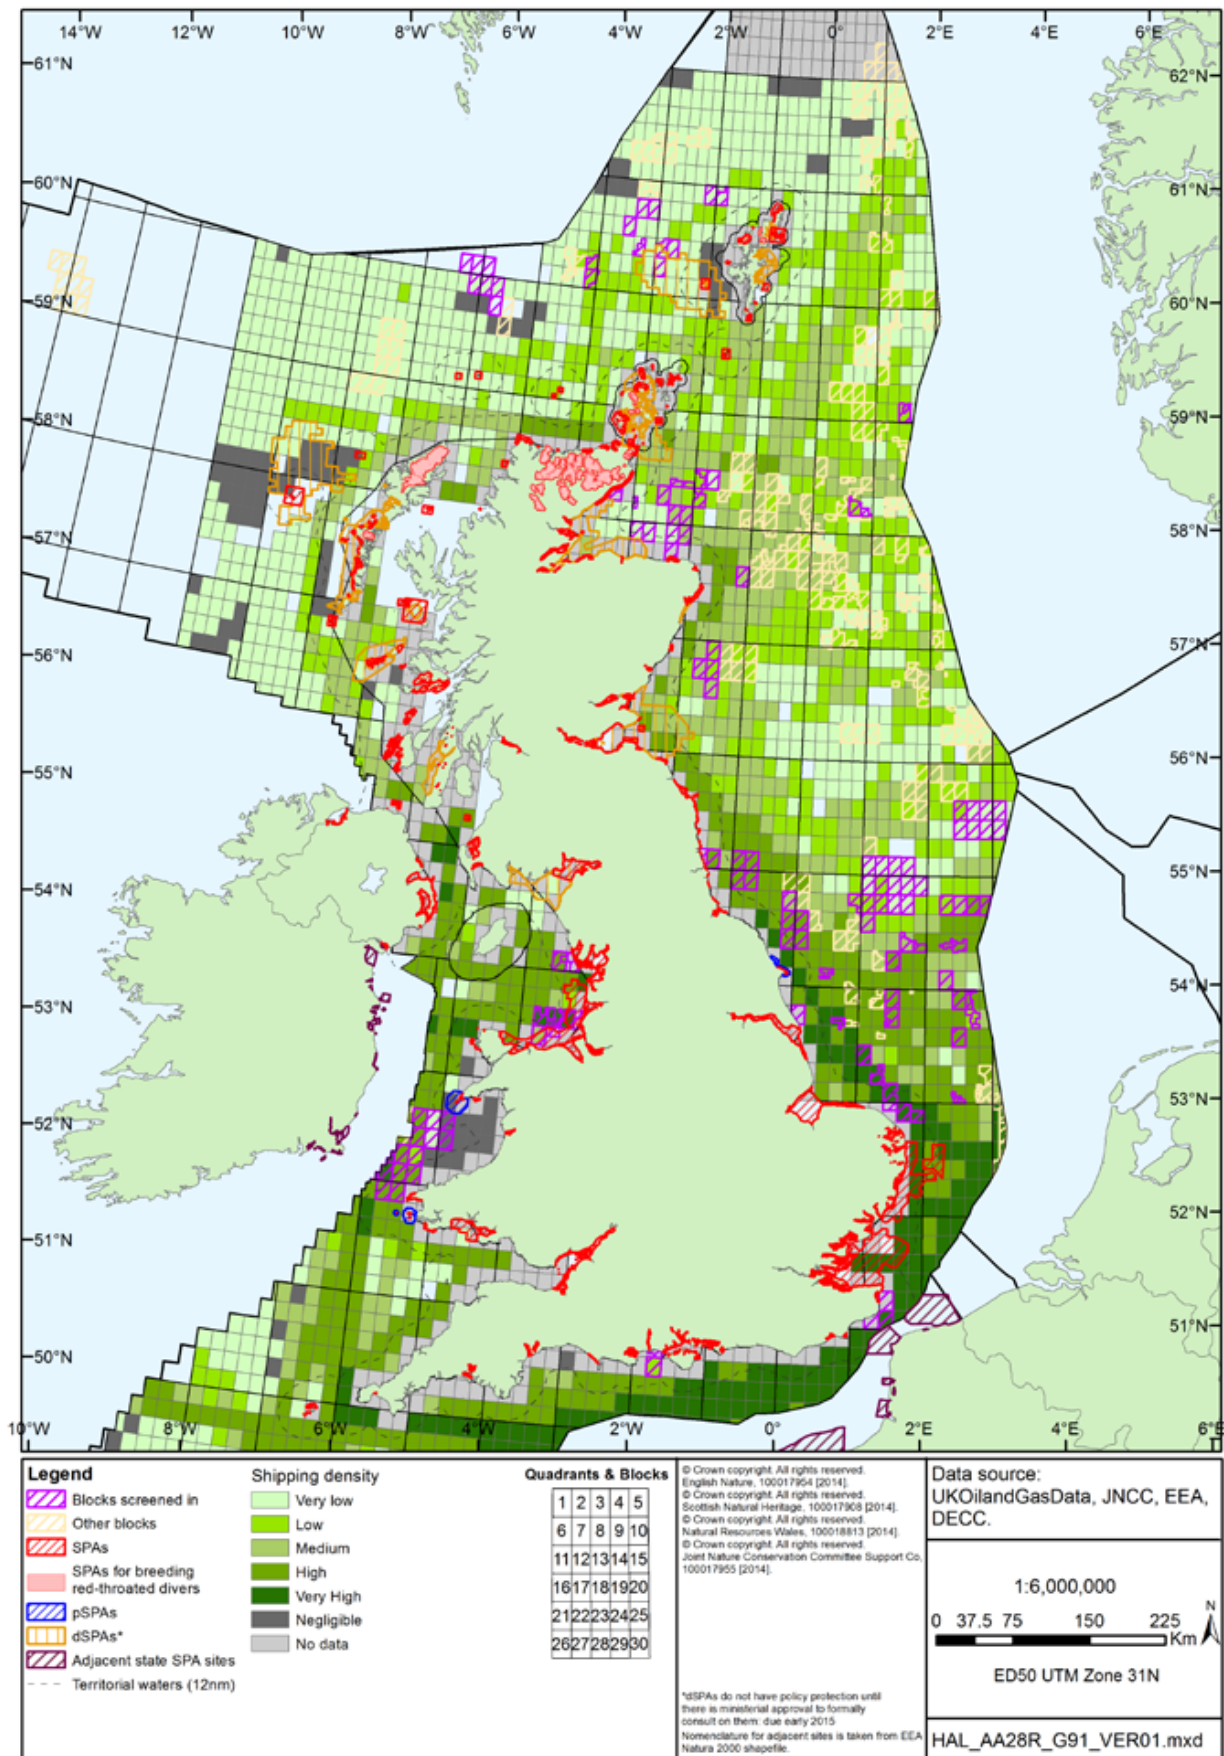 14°W 12°W 10°W 8°W 6°W 4°W 2°W 0° 2°E 4°E 6°E
61°N
62°N
60°N
61°N
59°N
60°N
58°N
59°N
57°N
58°N
56°N
57°N
55°N
56°N
54°N
55°N
53°N
54°N
52°N
53°N
51°N
52°N
50°N
51°N
10°W 8°W 6°W 4°W 2°W 0° 2°E 4°E 6°E
Legend
Blocks screened in
Other blocks
SPAs
SPAs for breeding
red-throated divers
pSPAs
dSPAs*
Adjacent state SPA sites
Territorial waters (12nm)
Shipping density
Very low
Low
Medium
High
Very High
Negligible
No data
Quadrants & Blocks
1 2 3 4 5
6 7 8 9 10
11 12 13 14 15
16 17 18 19 20
21 22 23 24 25
26 27 28 29 30
© Crown copyright. All rights reserved.
English Nature, 100017954 [2014].
© Crown copyright. All rights reserved.
Scottish Natural Heritage, 100017908 [2014].
© Crown copyright. All rights reserved.
Natural Resources Wales, 100018813 [2014].
© Crown copyright. All rights reserved.
Joint Nature Conservation Committee Support Co,
100017955 [2014].
*dSPAs do not have policy protection until
there is ministerial approval to formally
consult on them: due early 2015
Nomenclature for adjacent sites is taken from EEA
Natura 2000 shapefile.
Data source:
UKOilandGasData, JNCC, EEA,
DECC.
1:6,000,000
N
0 37.5 75 150 225
Km
ED50 UTM Zone 31N
HAL_AA28R_G91_VER01.mxd